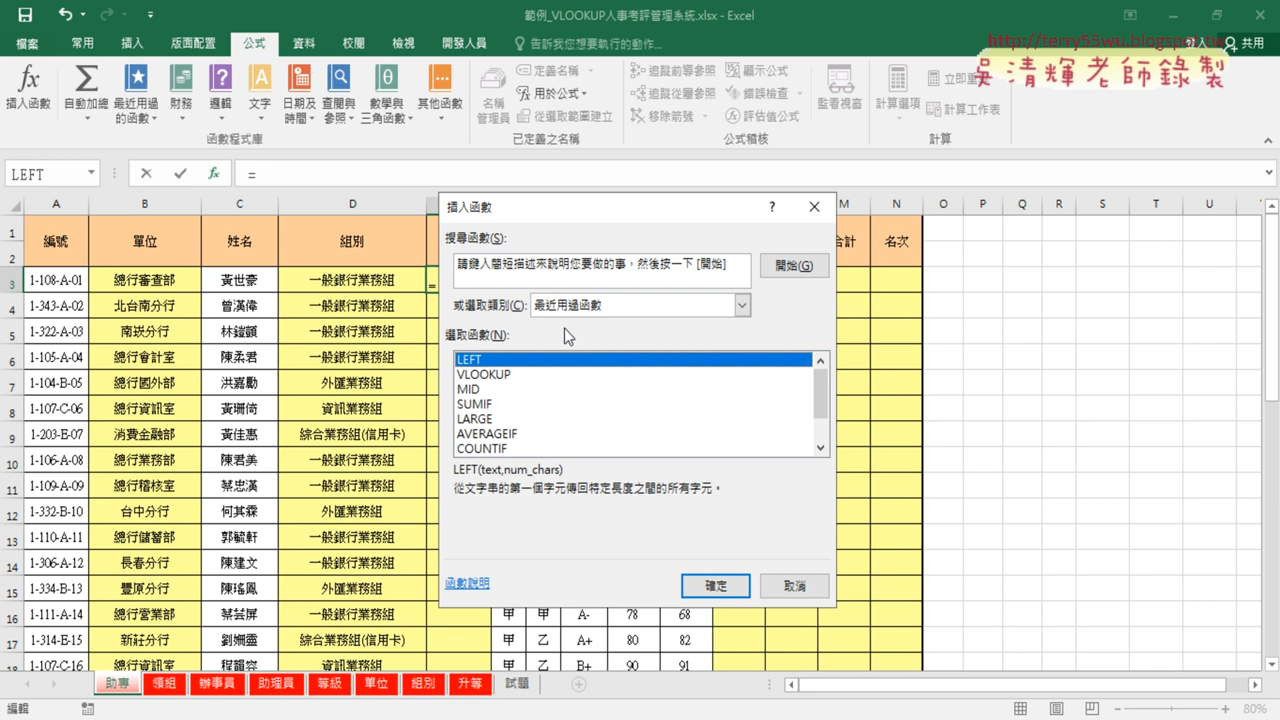 範例_VLOOKUP人事考評管理系統.xlsx - Excel
檔案 常用 插入 版面配置 公式 資料 校閱 檢視 開發人員 告訴我您想要執行的動作... 登入 共用
http://terry55wu.blogspot.tw
吳清輝老師錄製
插入函數 自動加總 最近用過的函數 財務 邏輯 文字 日期及時間 查閱與參照 數學與三角函數 其他函數
函數程式庫
名稱管理員 定義名稱 用於公式 從選取範圍建立
已定義之名稱
追蹤前導參照 追蹤從屬參照 移除箭號 顯示公式 錯誤檢查 評估值公式 監看視窗
公式稽核
計算選項 立即重 計算工作表
計算
LEFT fx =
A B C D M N O P Q R S T U
1 編號 單位 姓名 組別 合計 名次
2
3 1-108-A-01 總行審查部 黃世豪 一般銀行業務組 =
4 1-343-A-02 北台南分行 曾漢偉 一般銀行業務組
5 1-322-A-03 南崁分行 林鎧顗 一般銀行業務組
6 1-105-A-04 總行會計室 陳柔君 一般銀行業務組
7 1-104-B-05 總行國外部 洪嘉勵 外匯業務組
8 1-107-C-06 總行資訊室 黃珊倚 資訊業務組
9 1-203-E-07 消費金融部 黃佳惠 綜合業務組(信用卡)
10 1-106-A-08 總行業務部 陳君美 一般銀行業務組
11 1-109-A-09 總行稽核室 蔡忠漢 一般銀行業務組
12 1-332-B-10 台中分行 何其霖 外匯業務組
13 1-110-A-11 總行儲蓄部 郭毓軒 一般銀行業務組
14 1-306-A-12 長春分行 陳建文 一般銀行業務組
15 1-334-B-13 豐原分行 陳瑤鳳 外匯業務組
16 1-111-A-14 總行營業部 蔡芸屏 一般銀行業務組 甲 甲 A- 78 68
17 1-314-E-15 新莊分行 劉姍靈 綜合業務組(信用卡) 甲 乙 A+ 80 82
18 1-107-C-16 總行資訊室 程韻容 資訊業務組 甲 乙 B+ 90 91
插入函數 ?
搜尋函數(S):
請鍵入簡短描述來說明您要做的事，然後按一下 [開始]
開始(G)
或選取類別(C): 最近用過函數
選取函數(N):
LEFT
VLOOKUP
MID
SUMIF
LARGE
AVERAGEIF
COUNTIF
LEFT(text,num_chars)
從文字串的第一個字元傳回特定長度之間的所有字元。
函數說明
確定 取消
助專 領組 辦事員 助理員 等級 單位 組別 升等 試題
編輯 80%